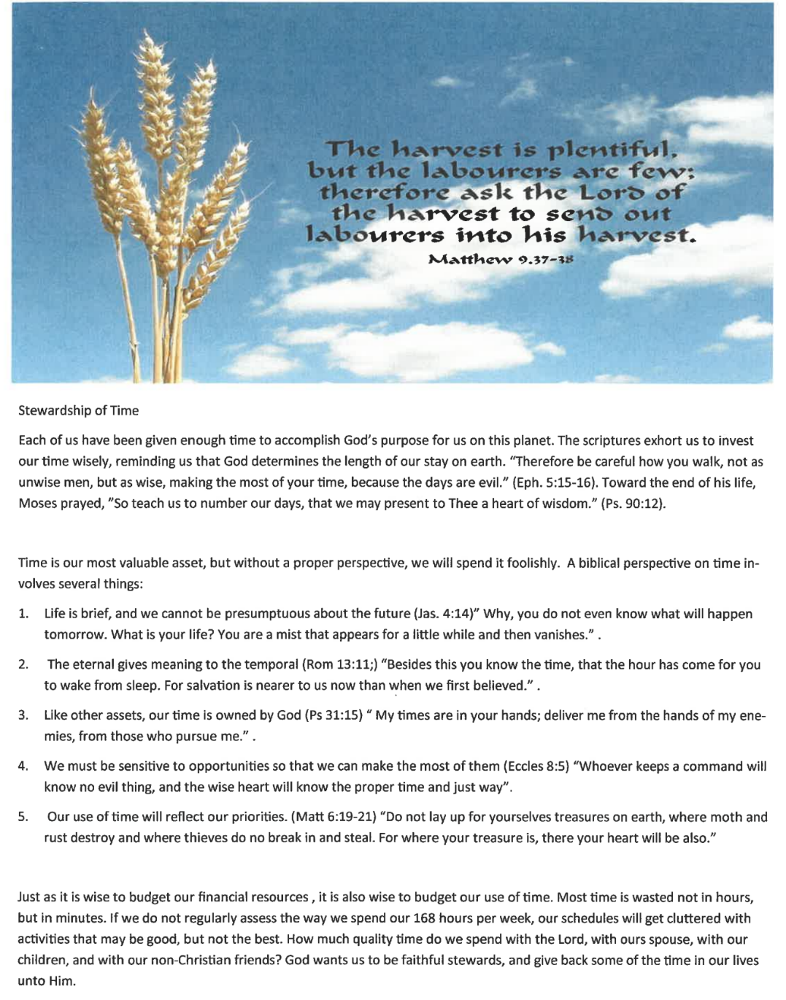 The harvest is plentiful,
but the labourers are few;
therefore ask the Lord of
the harvest to send out
labourers into his harvest.
Matthew 9.37-38
Stewardship of Time
Each of us have been given enough time to accomplish God's purpose for us on this planet. The scriptures exhort us to invest
our time wisely, reminding us that God determines the length of our stay on earth. “Therefore be careful how you walk, not as
unwise men, but as wise, making the most of your time, because the days are evil.” (Eph. 5:15-16). Toward the end of his life,
Moses prayed, ”So teach us to number our days, that we may present to Thee a heart of wisdom.” (Ps. 90:12).
Time is our most valuable asset, but without a proper perspective, we will spend it foolishly.  A biblical perspective on time in-
volves several things:
1. Life is brief, and we cannot be presumptuous about the future (Jas. 4:14)” Why, you do not even know what will happen
tomorrow. What is your life? You are a mist that appears for a little while and then vanishes.” .
2. The eternal gives meaning to the temporal (Rom 13:11;) “Besides this you know the time, that the hour has come for you
to wake from sleep. For salvation is nearer to us now than when we first believed.” .
3. Like other assets, our time is owned by God (Ps 31:15) “ My times are in your hands; deliver me from the hands of my ene-
mies, from those who pursue me.” .
4. We must be sensitive to opportunities so that we can make the most of them (Eccles 8:5) “Whoever keeps a command will
know no evil thing, and the wise heart will know the proper time and just way”.
5. Our use of time will reflect our priorities. (Matt 6:19-21) “Do not lay up for yourselves treasures on earth, where moth and
rust destroy and where thieves do no break in and steal. For where your treasure is, there your heart will be also.”
Just as it is wise to budget our financial resources , it is also wise to budget our use of time. Most time is wasted not in hours,
but in minutes. If we do not regularly assess the way we spend our 168 hours per week, our schedules will get cluttered with
activities that may be good, but not the best. How much quality time do we spend with the Lord, with ours spouse, with our
children, and with our non-Christian friends? God wants us to be faithful stewards, and give back some of the time in our lives
unto Him.